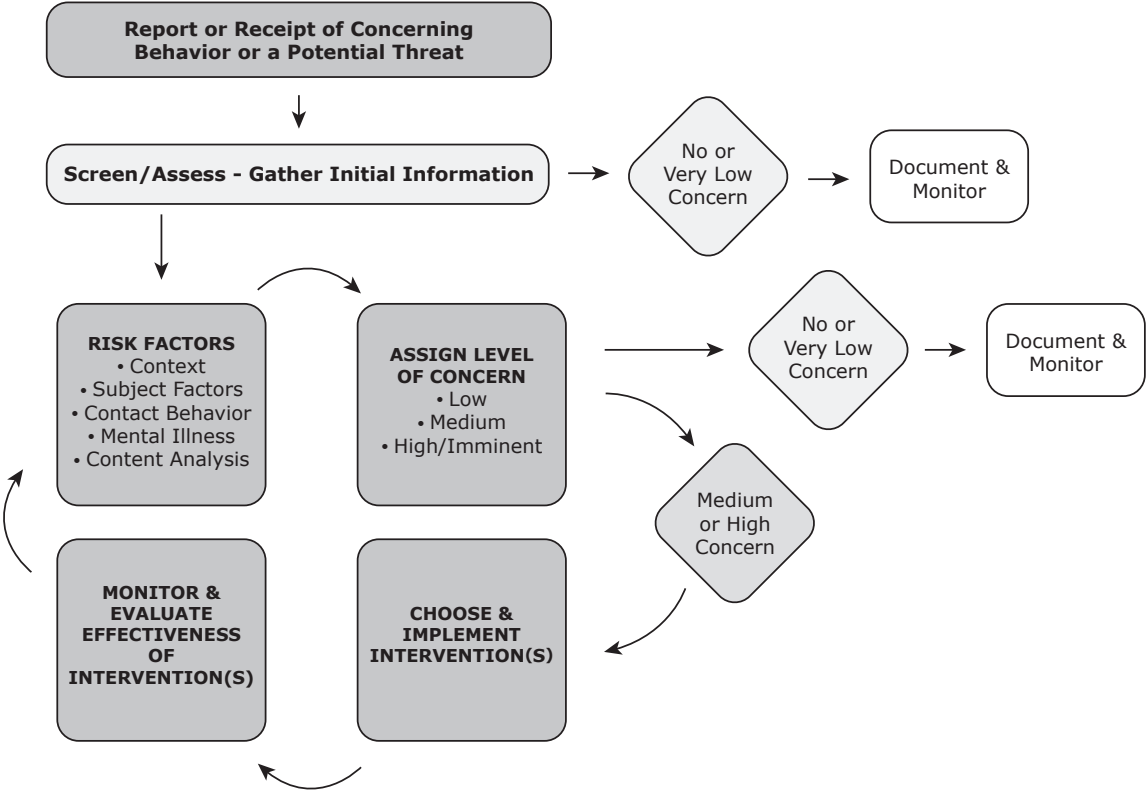 Report or Receipt of Concerning
Behavior or a Potential Threat
Screen/Assess - Gather Initial Information
No or
Very Low
Concern
Document &
Monitor
RISK FACTORS
• Context
• Subject Factors
• Contact Behavior
• Mental Illness
• Content Analysis
ASSIGN LEVEL
OF CONCERN
• Low
• Medium
• High/Imminent
No or
Very Low
Concern
Document &
Monitor
Medium
or High
Concern
MONITOR &
EVALUATE
EFFECTIVENESS
OF
INTERVENTION(S)
CHOOSE &
IMPLEMENT
INTERVENTION(S)